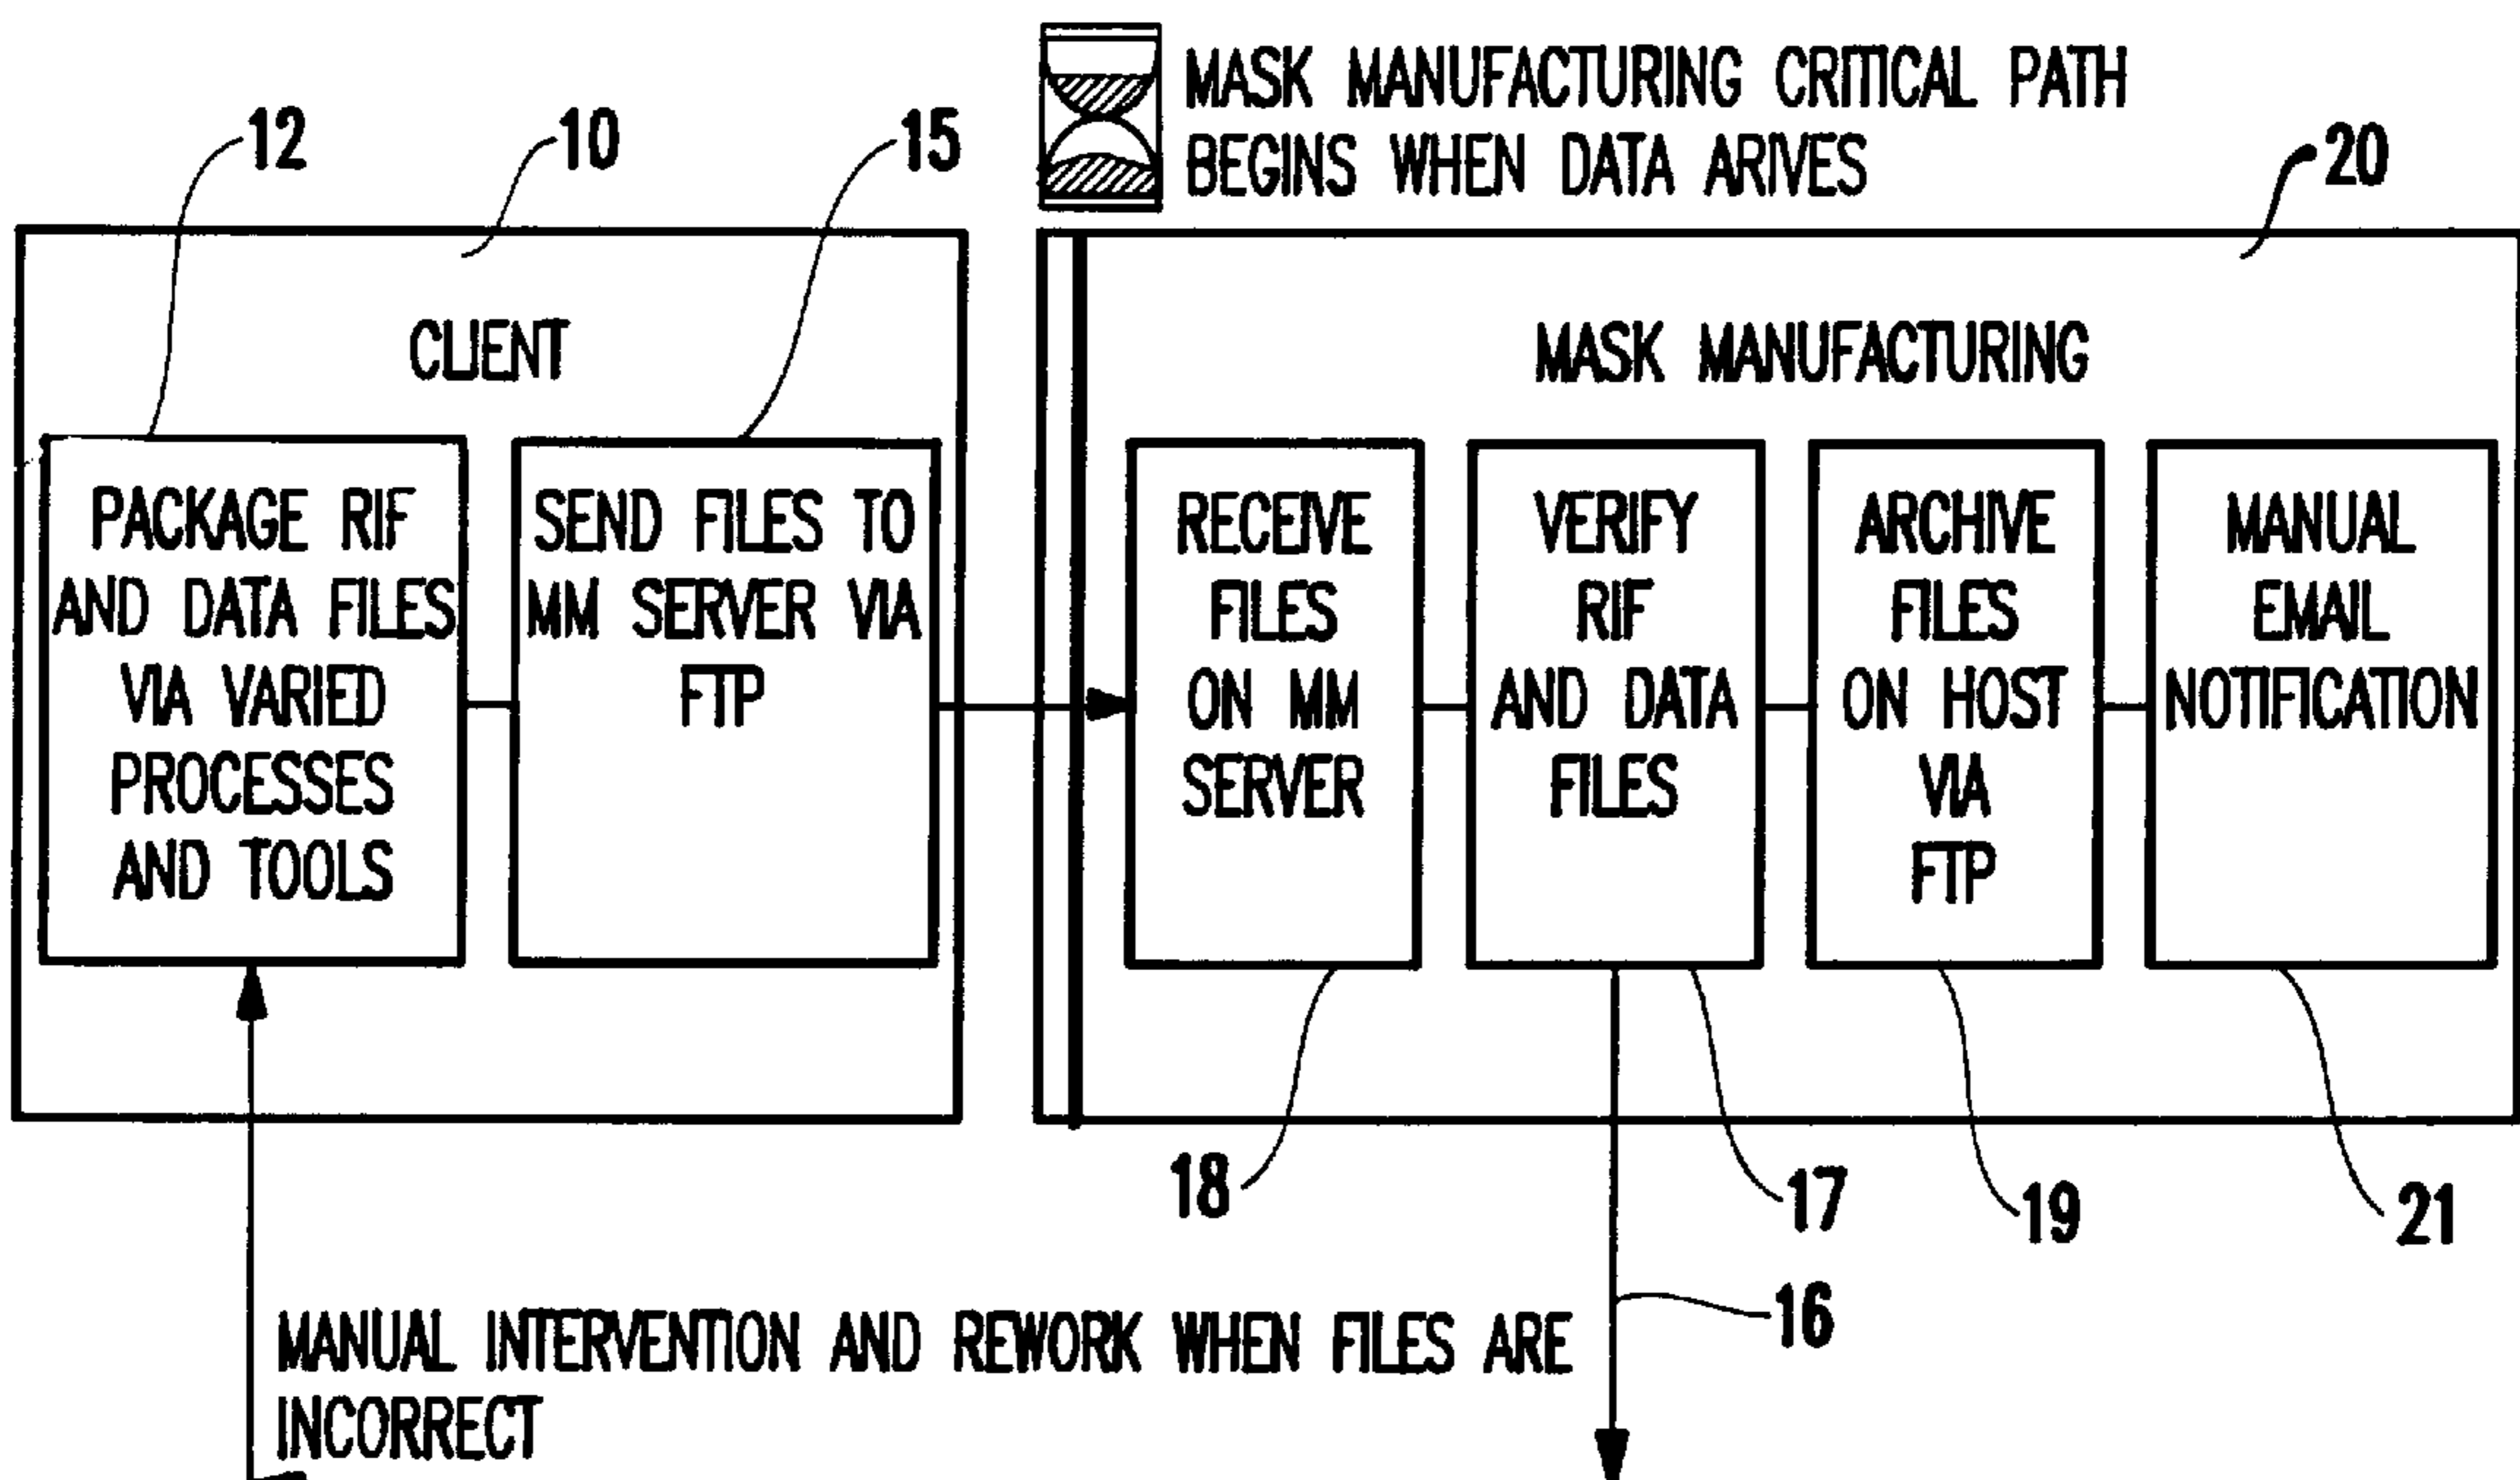 MASK MANUFACTURING CRITICAL PATH
BEGINS WHEN DATA ARIVES
12
10
15
20
CLIENT
MASK MANUFACTURING
PACKAGE RIF
AND DATA FILES
VIA VARIED
PROCESSES
AND TOOLS
SEND FILES TO
MM SERVER VIA
FTP
RECEIVE
FILES
ON MM
SERVER
VERIFY
RIF
AND DATA
FILES
ARCHIVE
FILES
ON HOST
VIA
FTP
MANUAL
EMAIL
NOTIFICATION
18
17
19
21
16
MANUAL INTERVENTION AND REWORK WHEN FILES ARE
INCORRECT